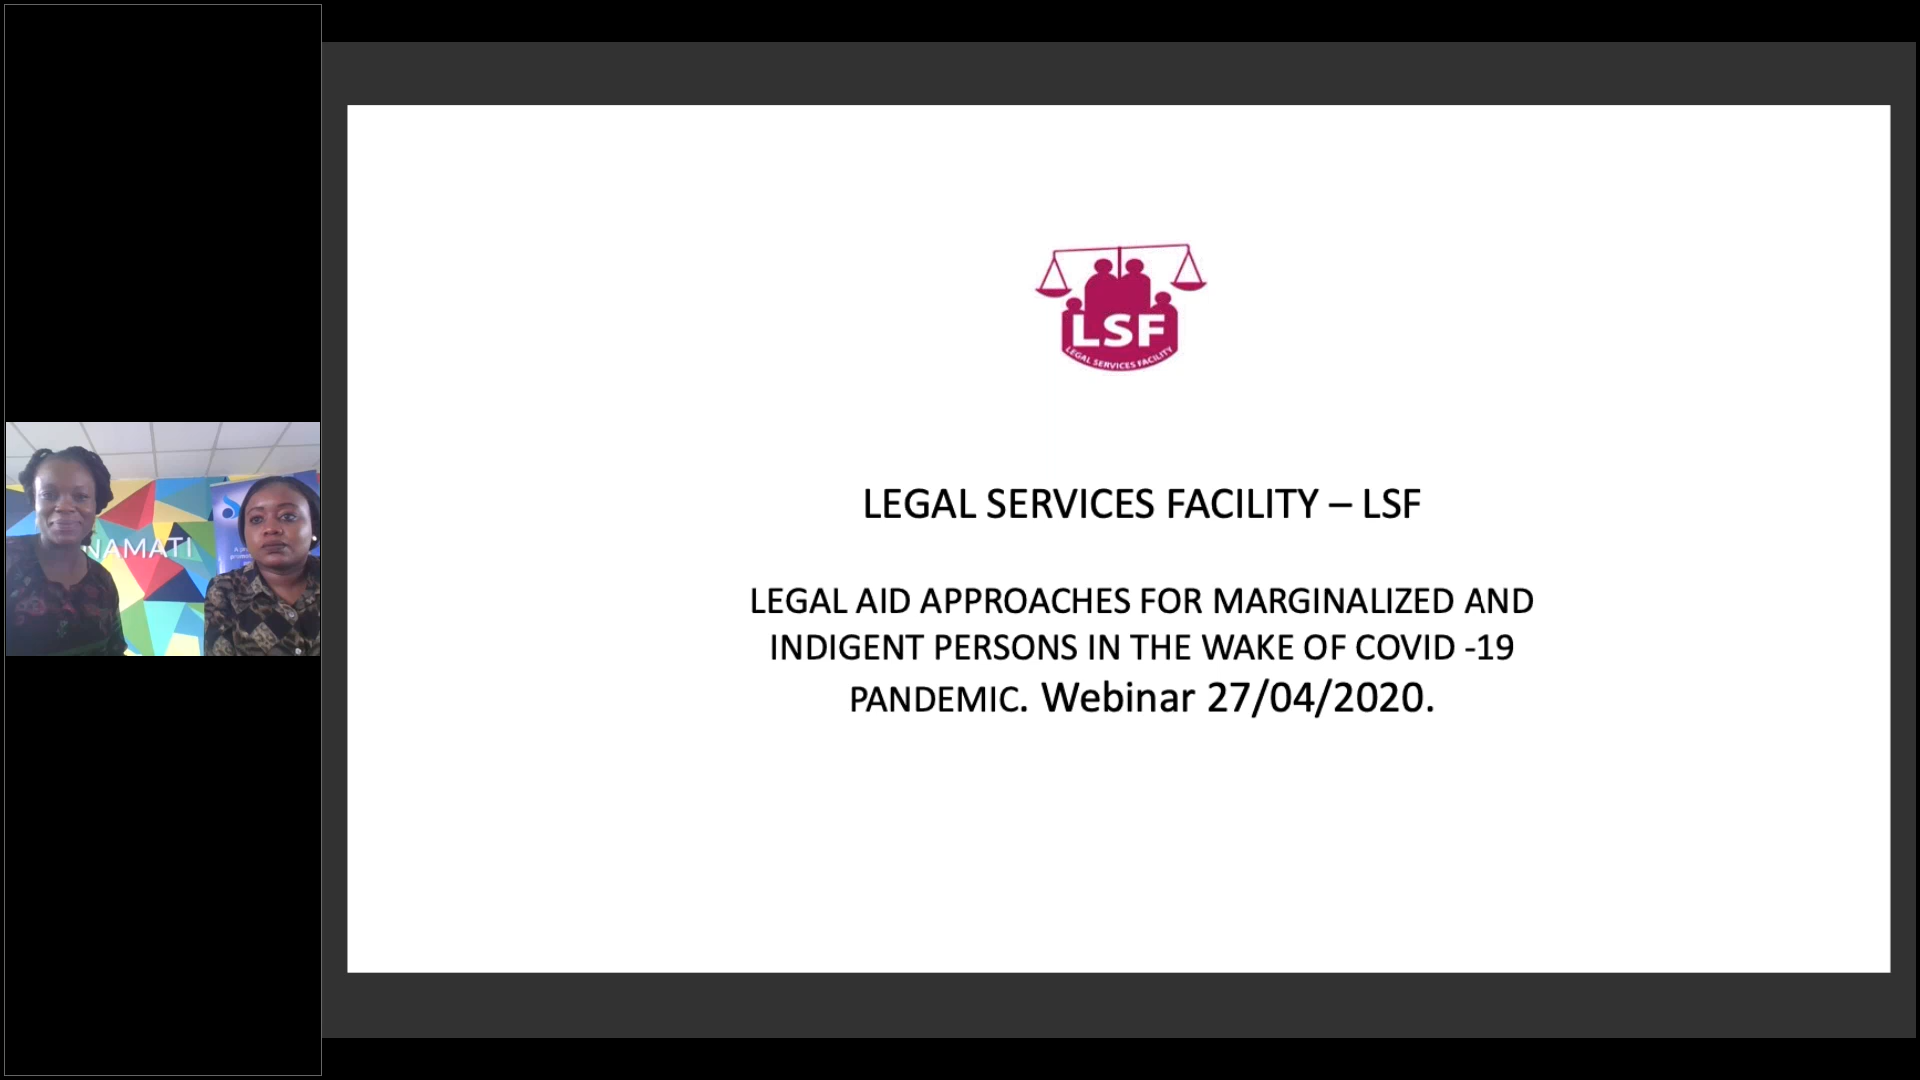 NAMATI
LSF
LEGAL SERVICES FACILITY
LEGAL SERVICES FACILITY – LSF
LEGAL AID APPROACHES FOR MARGINALIZED AND
INDIGENT PERSONS IN THE WAKE OF COVID -19
PANDEMIC. Webinar 27/04/2020.